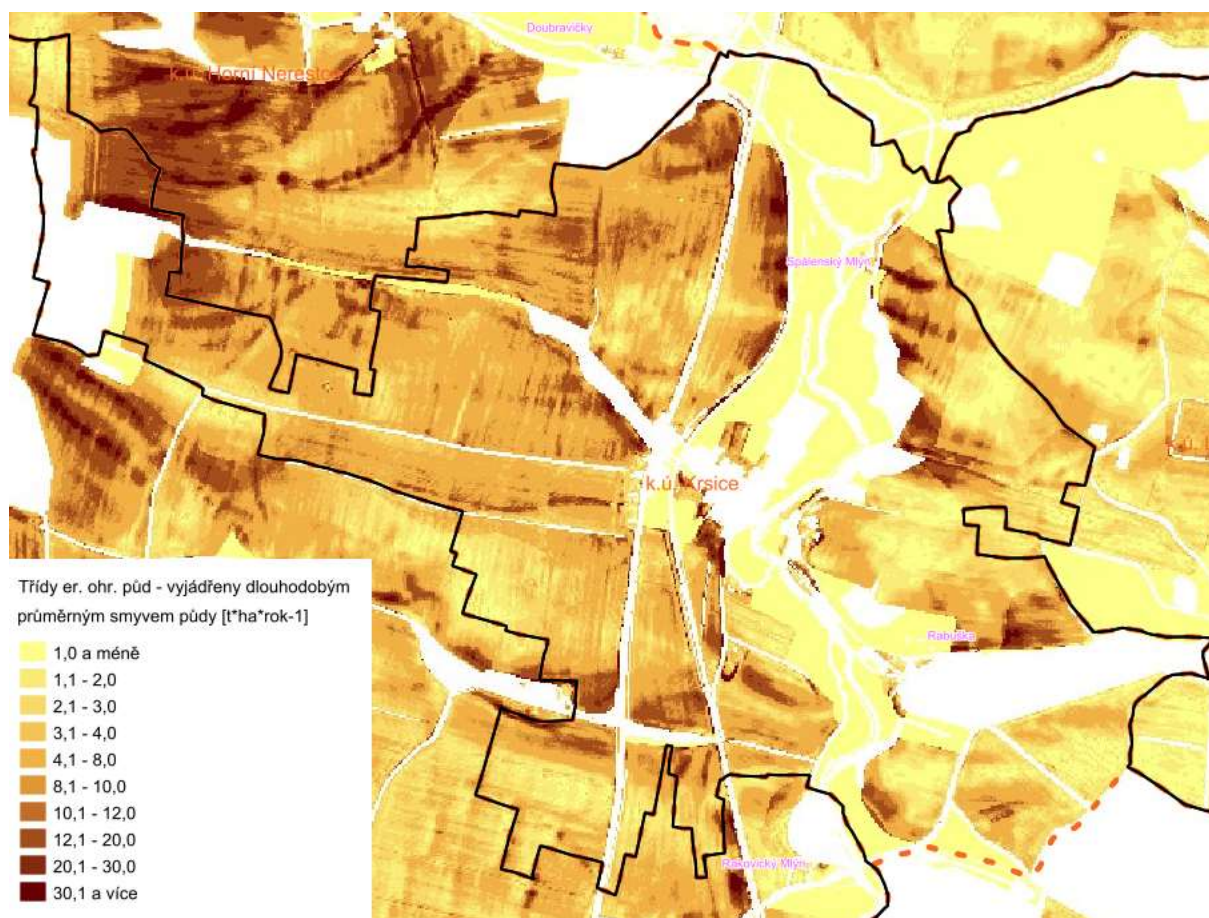 Doubravičky
k.ú. Horní Nerestce
Spálenský Mlýn
k.ú.
k.ú. Krsice
Rabuška
Rakovický Mlýn
Třídy er. ohr. půd - vyjádřeny dlouhodobým
průměrným smyvem půdy [t*ha*rok-1]
1,0 a méně
1,1 - 2,0
2,1 - 3,0
3,1 - 4,0
4,1 - 8,0
8,1 - 10,0
10,1 - 12,0
12,1 - 20,0
20,1 - 30,0
30,1 a více